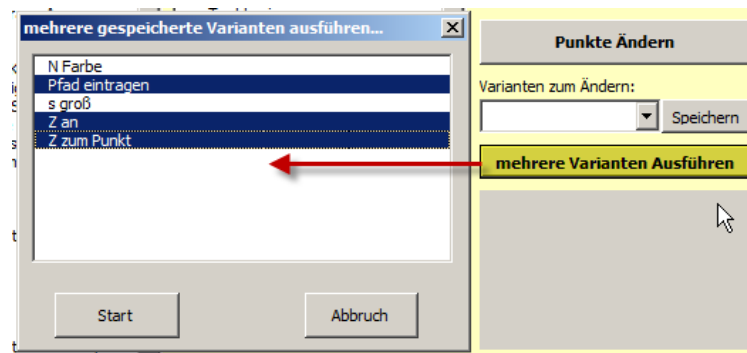 mehrere gespeicherte Varianten ausführen...
N Farbe
Pfad eintragen
s groß
Z an
Z zum Punkt
Start
Abbruch
Punkte Ändern
Varianten zum Ändern:
Speichern
mehrere Varianten Ausführen